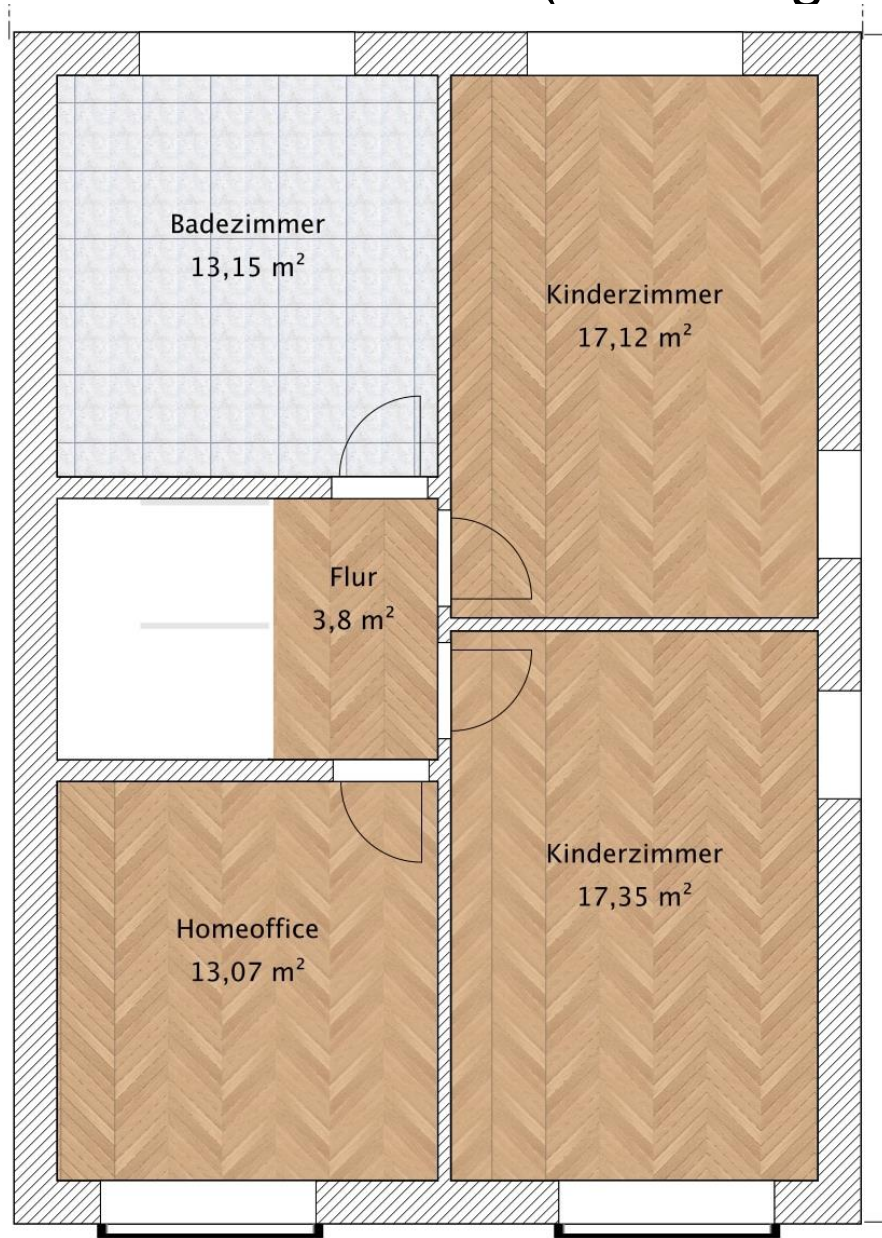 Badezimmer
13,15 m²
Kinderzimmer
17,12 m²
Flur
3,8 m²
Kinderzimmer
17,35 m²
Homeoffice
13,07 m²